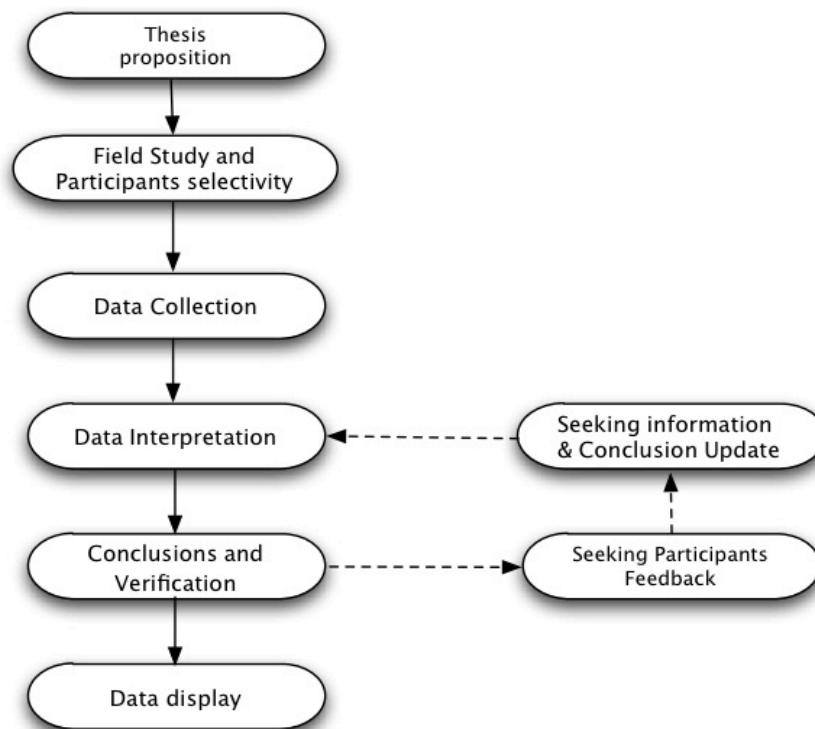 Thesis
proposition
Field Study and
Participants selectivity
Data Collection
Data Interpretation
Seeking information
& Conclusion Update
Conclusions and
Verification
Seeking Participants
Feedback
Data display